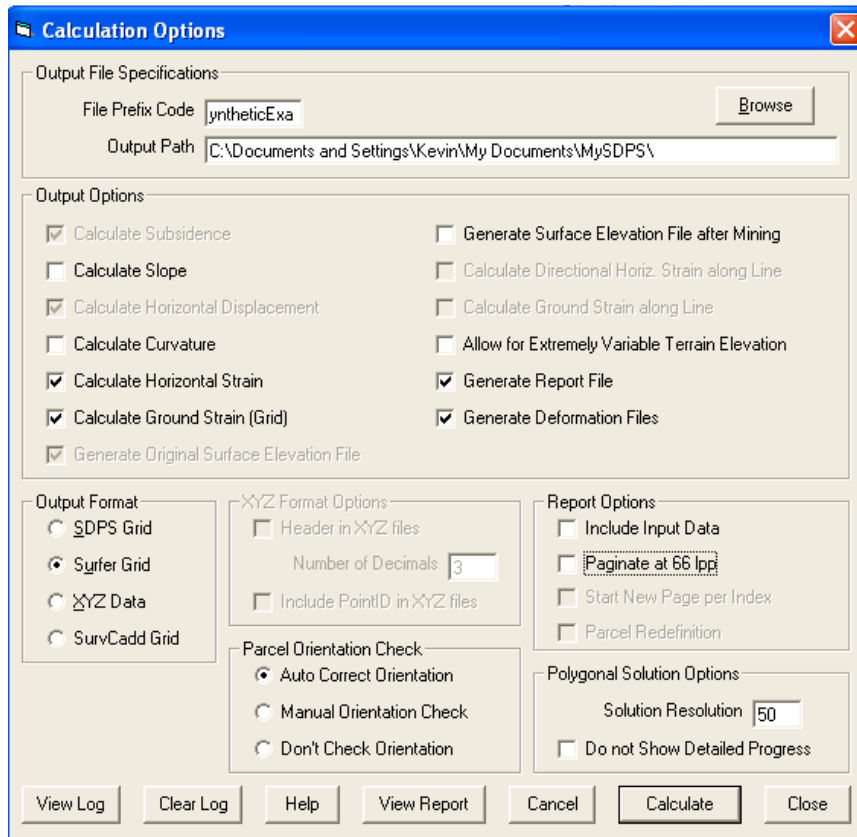 Calculation Options
Output File Specifications
File Prefix Code yntheticExa Browse
Output Path C:\Documents and Settings\Kevin\My Documents\MySDPS\
Output Options
Calculate Subsidence
Calculate Slope
Calculate Horizontal Displacement
Calculate Curvature
Calculate Horizontal Strain
Calculate Ground Strain (Grid)
Generate Original Surface Elevation File
Generate Surface Elevation File after Mining
Calculate Directional Horiz. Strain along Line
Calculate Ground Strain along Line
Allow for Extremely Variable Terrain Elevation
Generate Report File
Generate Deformation Files
Output Format
SDPS Grid
Surfer Grid
XYZ Data
SurvCadd Grid
XYZ Format Options
Header in XYZ files
Number of Decimals 3
Include PointID in XYZ files
Parcel Orientation Check
Auto Correct Orientation
Manual Orientation Check
Don't Check Orientation
Report Options
Include Input Data
Paginate at 66 lpp
Start New Page per Index
Parcel Redefinition
Polygonal Solution Options
Solution Resolution 50
Do not Show Detailed Progress
View Log Clear Log Help View Report Cancel Calculate Close